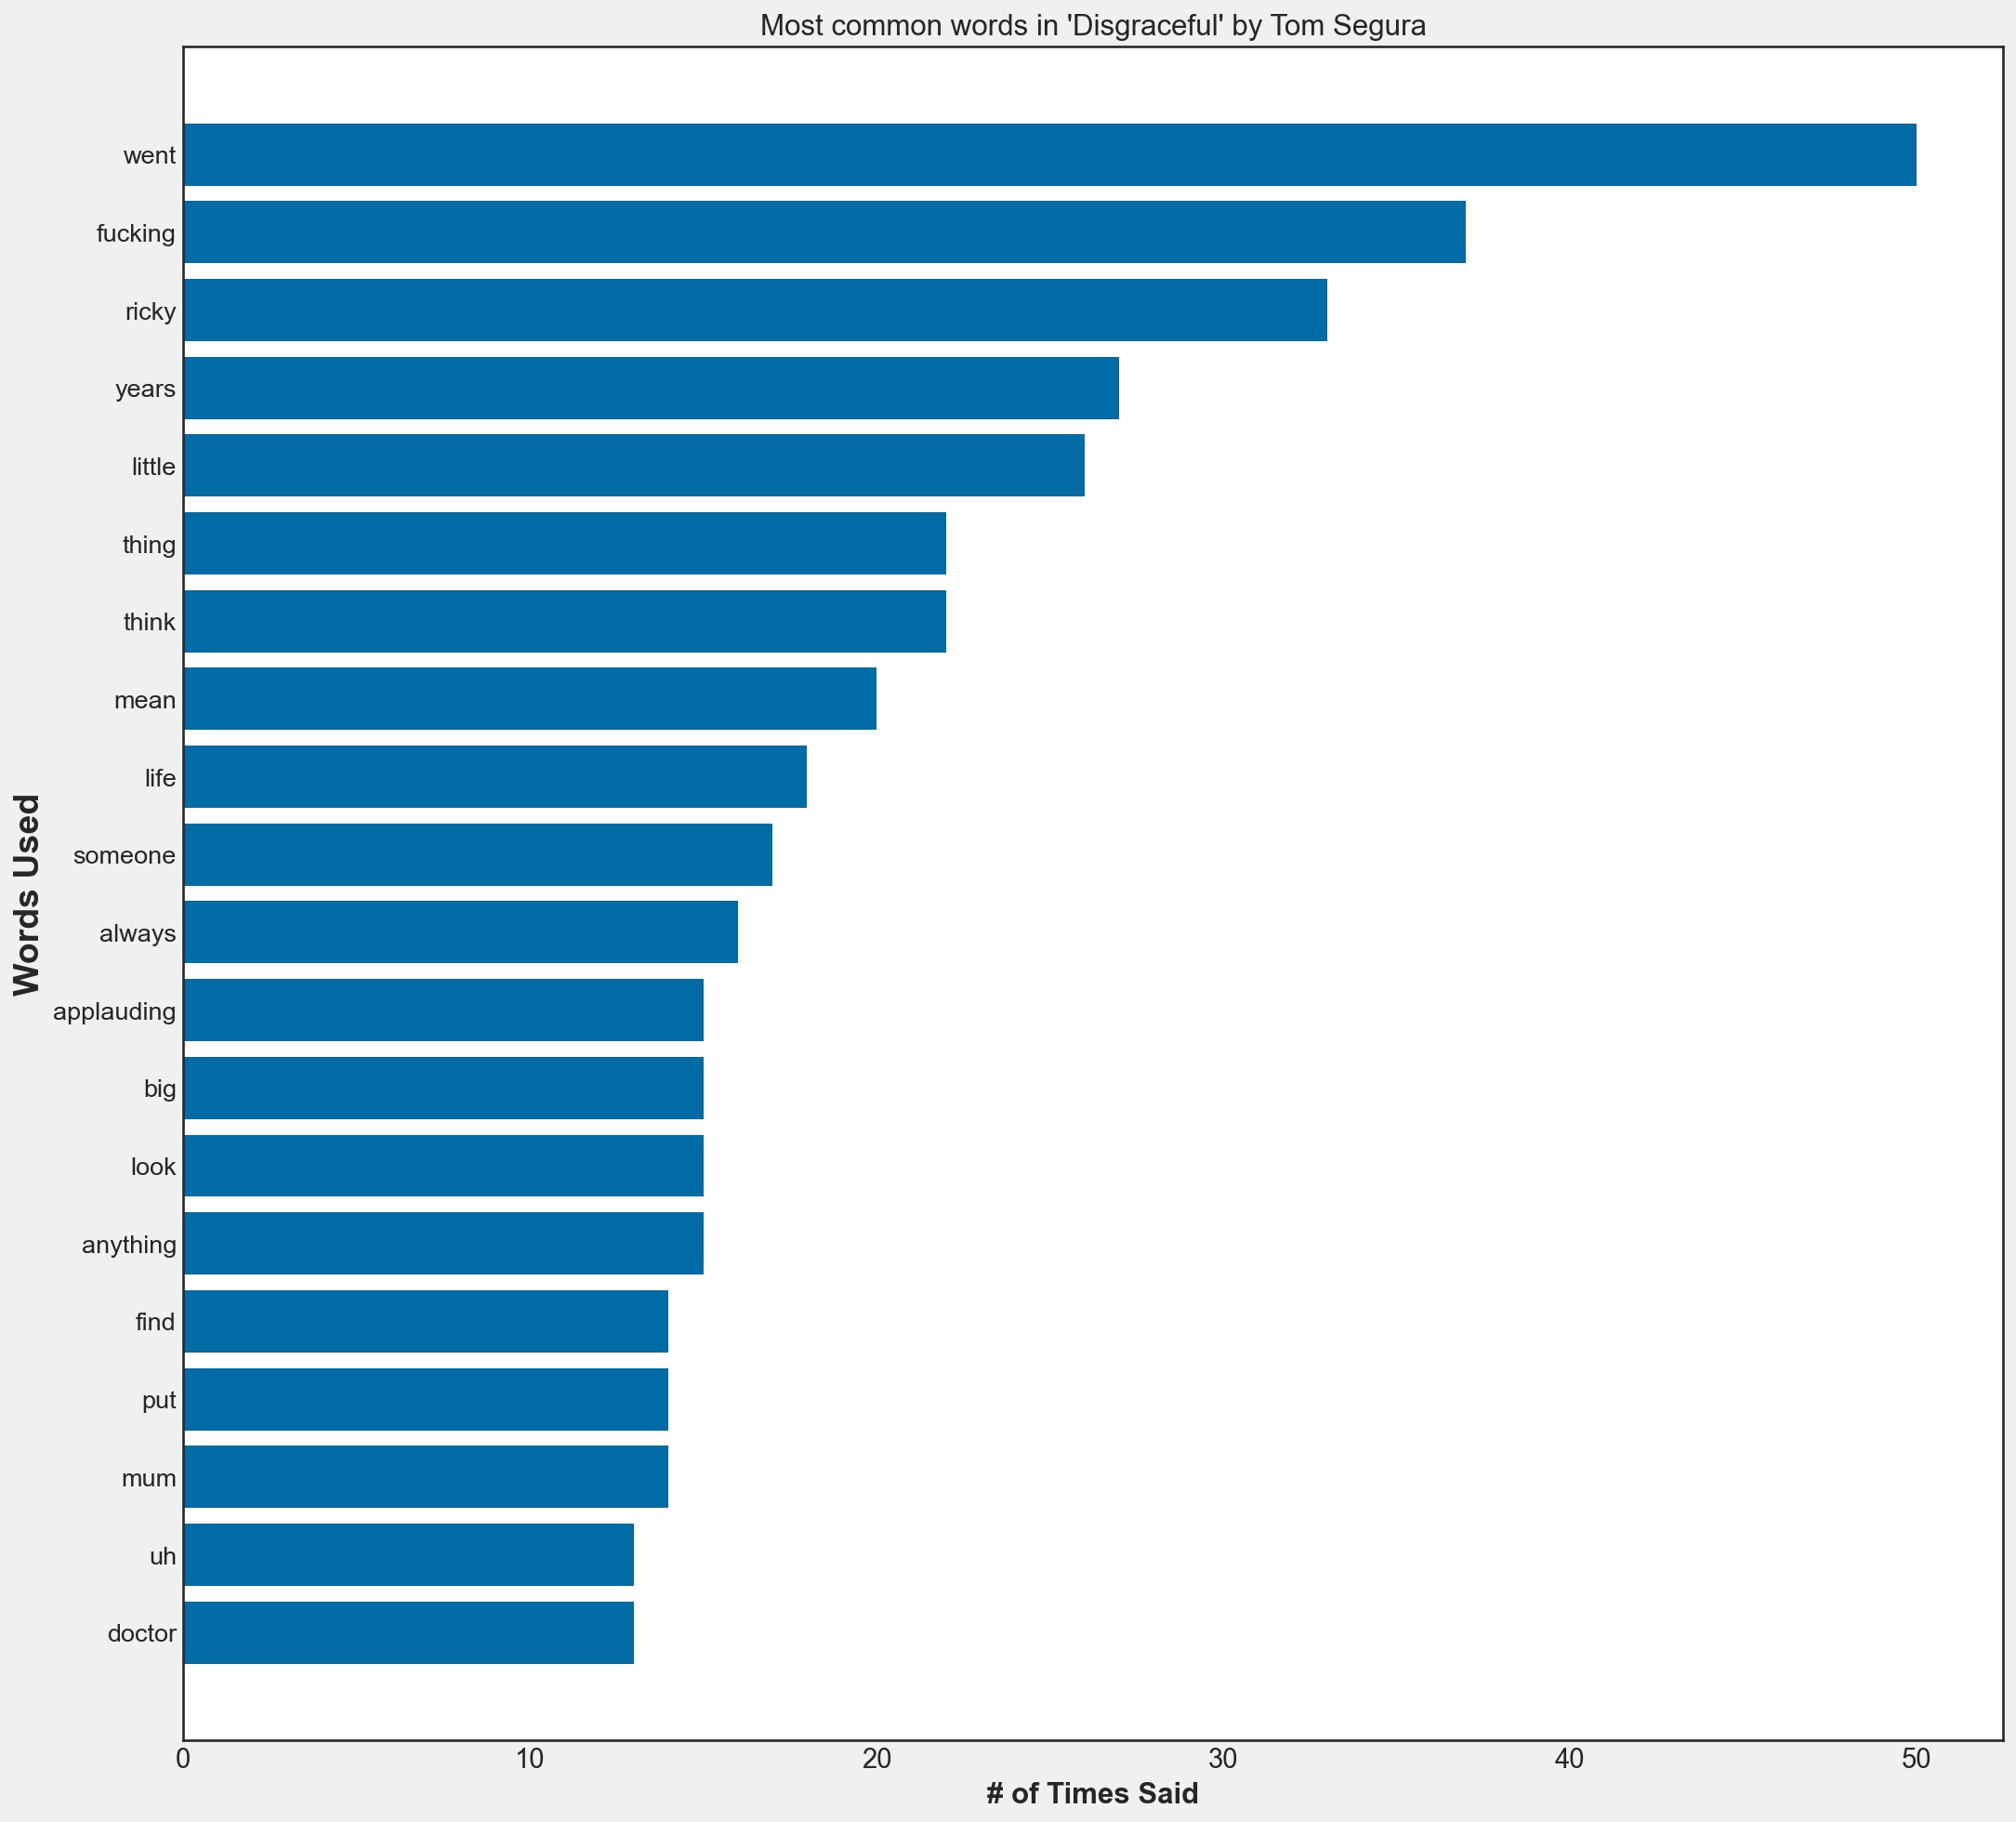 Most common words in 'Disgraceful' by Tom Segura
went
fucking
ricky
years
little
thing
think
mean
life
someone
always
applauding
big
look
anything
find
put
mum
uh
doctor
Words Used
0 10 20 30 40 50
# of Times Said